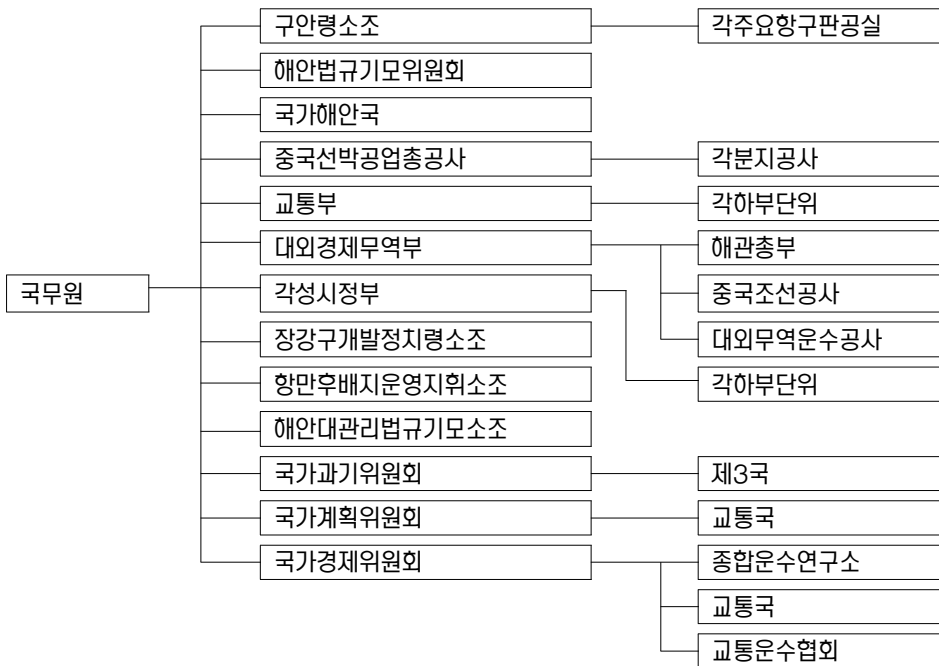 구안령소조
각주요항구판공실
해안법규기모위원회
국가해안국
중국선박공업총공사
각분지공사
교통부
각하부단위
대외경제무역부
해관총부
국무원
각성시정부
중국조선공사
장강구개발정치령소조
대외무역운수공사
항만후배지운영지휘소조
각하부단위
해안대관리법규기모소조
국가과기위원회
제3국
국가계획위원회
교통국
국가경제위원회
종합운수연구소
교통국
교통운수협회